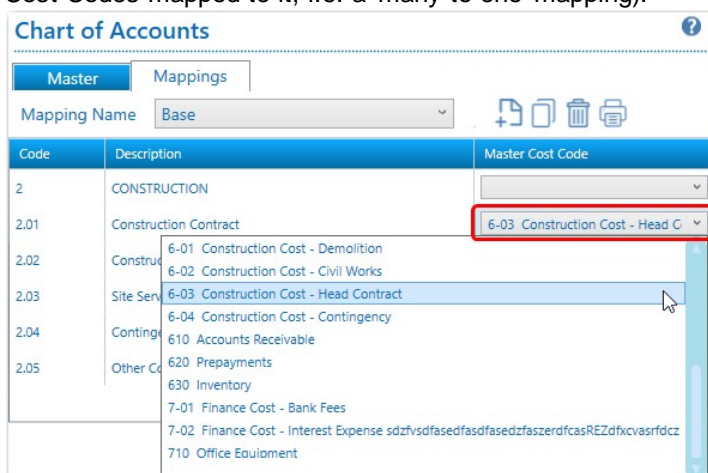 Cost Codes mapped to it, i.e. a 'many to one' mapping).
Chart of Accounts
?
Master Mappings
Mapping Name Base
Code Description Master Cost Code
2 CONSTRUCTION
2.01 Construction Contract 6-03 Construction Cost - Head C
2.02 Construc
2.03 Site Serv
2.04 Continge
2.05 Other Co
6-01 Construction Cost - Demolition
6-02 Construction Cost - Civil Works
6-03 Construction Cost - Head Contract
6-04 Construction Cost - Contingency
610 Accounts Receivable
620 Prepayments
630 Inventory
7-01 Finance Cost - Bank Fees
7-02 Finance Cost - Interest Expense sdzfvsdfasedfasdfasedzfaszerdfcasREZdfxcvasrfdcz
710 Office Equipment